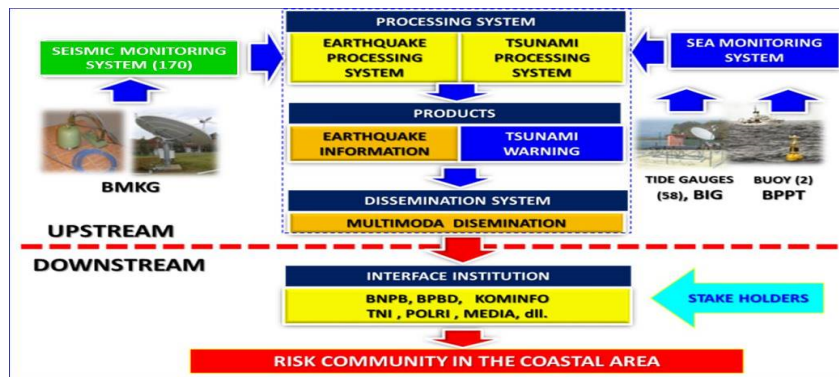 PROCESSING SYSTEM
SEISMIC MONITORING
SYSTEM (170)
EARTHQUAKE
PROCESSING
SYSTEM
TSUNAMI
PROCESSING
SYSTEM
SEA MONITORING
SYSTEM
PRODUCTS
EARTHQUAKE
INFORMATION
TSUNAMI
WARNING
BMKG
TIDE GAUGES
(58), BIG
BUOY (2)
BPPT
DISSEMINATION SYSTEM
MULTIMODA DISEMINATION
UPSTREAM
DOWNSTREAM
INTERFACE INSTITUTION
BNPB, BPBD, KOMINFO
TNI , POLRI , MEDIA, dll.
STAKE HOLDERS
RISK COMMUNITY IN THE COASTAL AREA